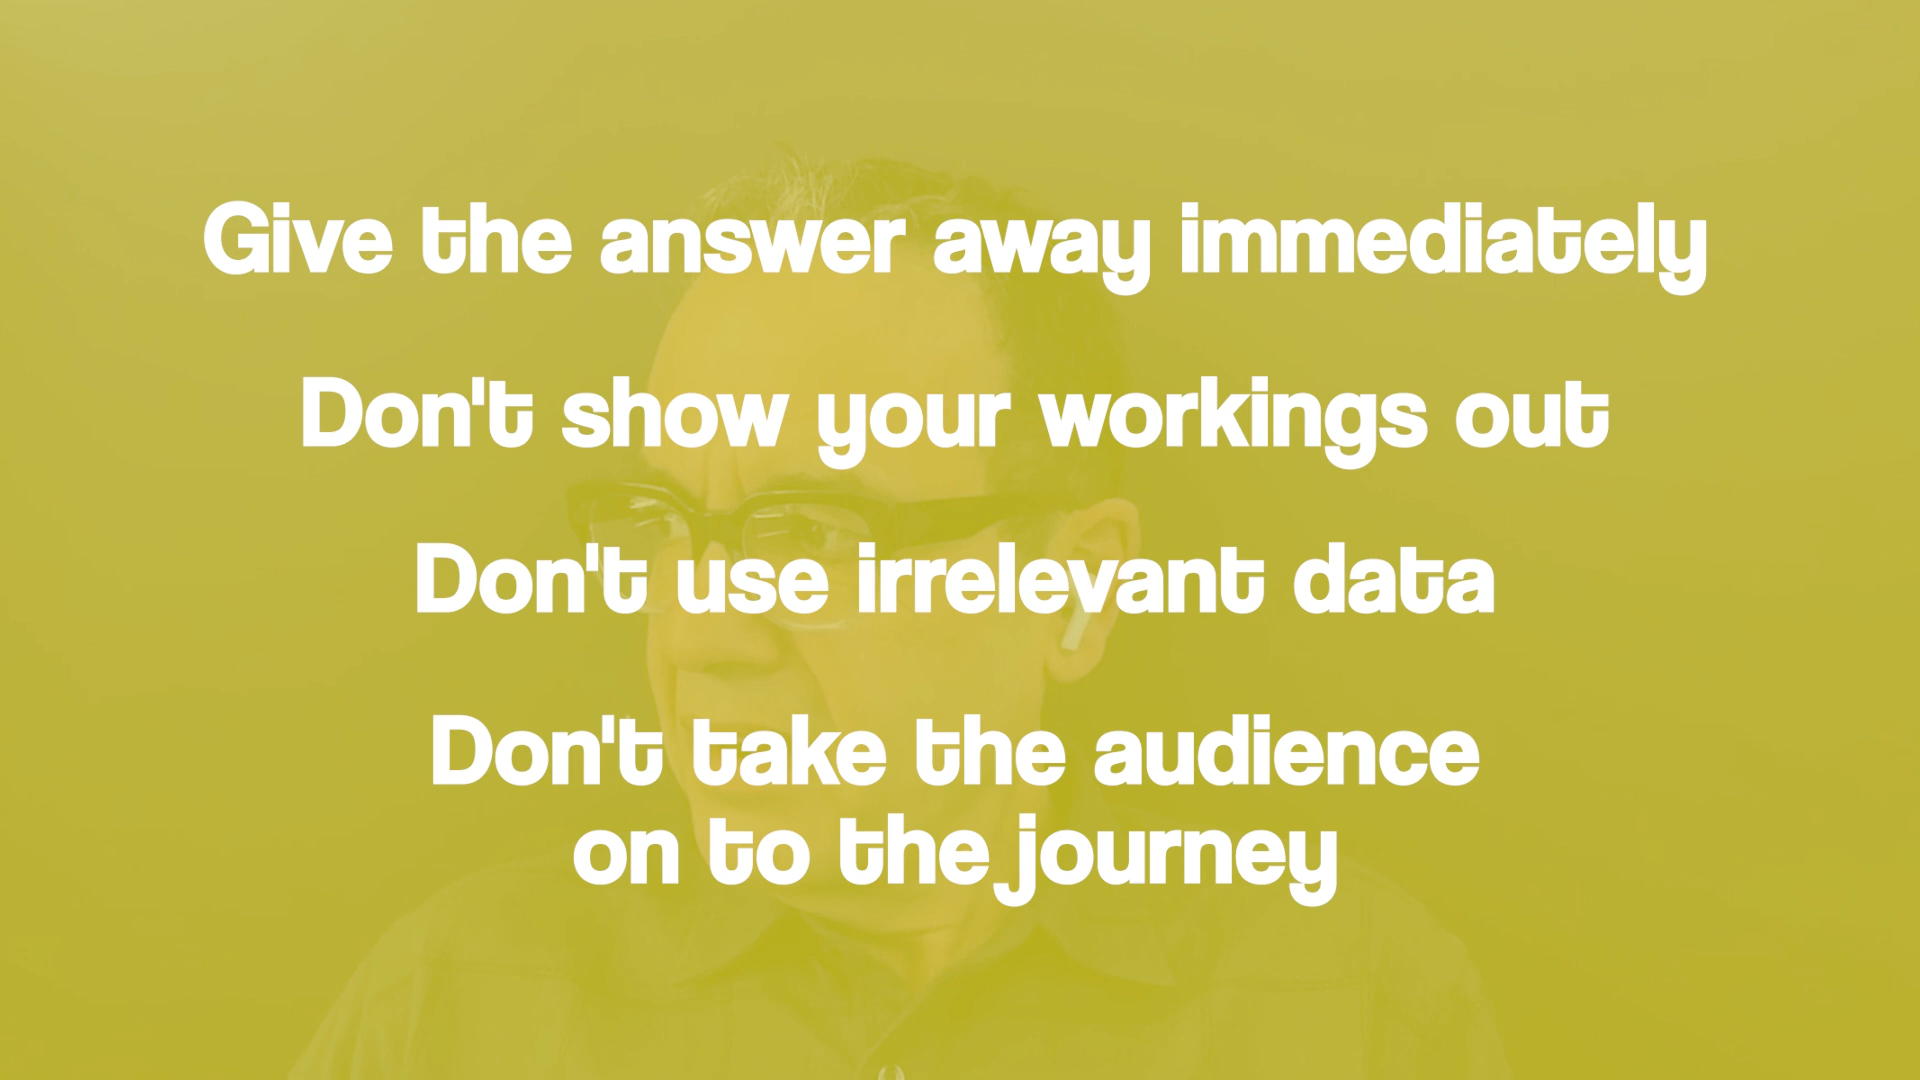 Give the answer away immediately
Don't show your workings out
Don't use irrelevant data
Don't take the audience
on to the journey